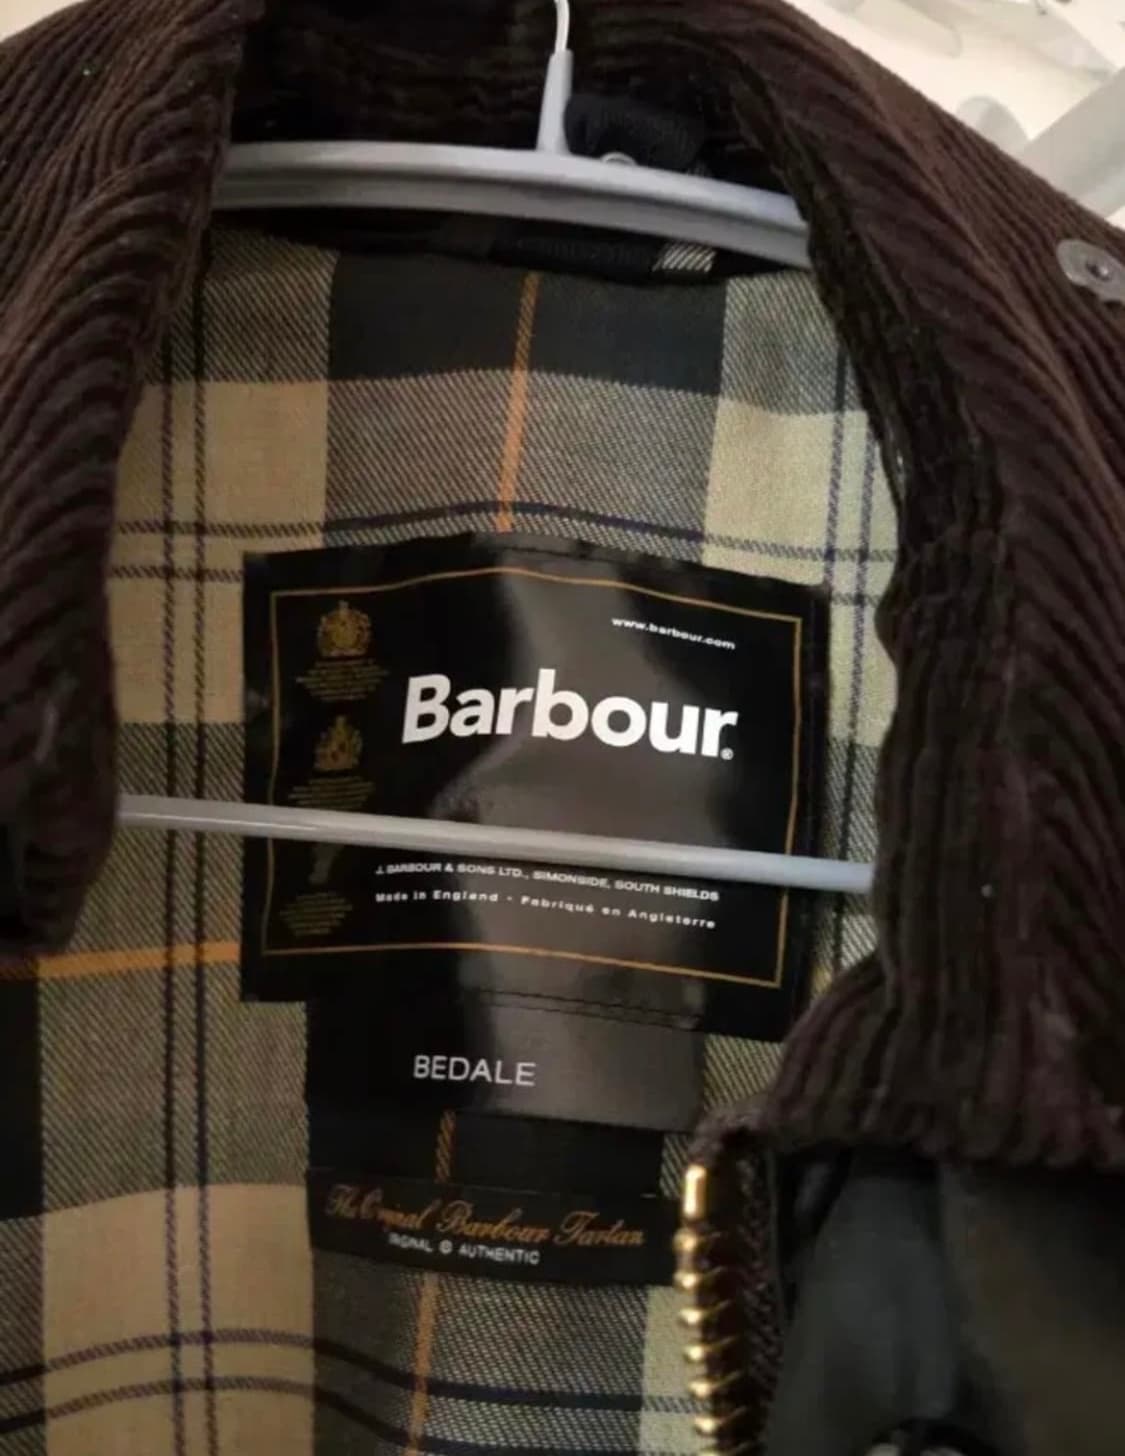 www.barbour.com
Barbour®
J. BARBOUR & SONS LTD., SIMONSIDE, SOUTH SHIELDS
Made in England - Fabriqué en Angleterre
BEDALE
The Barbour Tartan
AUTHENTIC